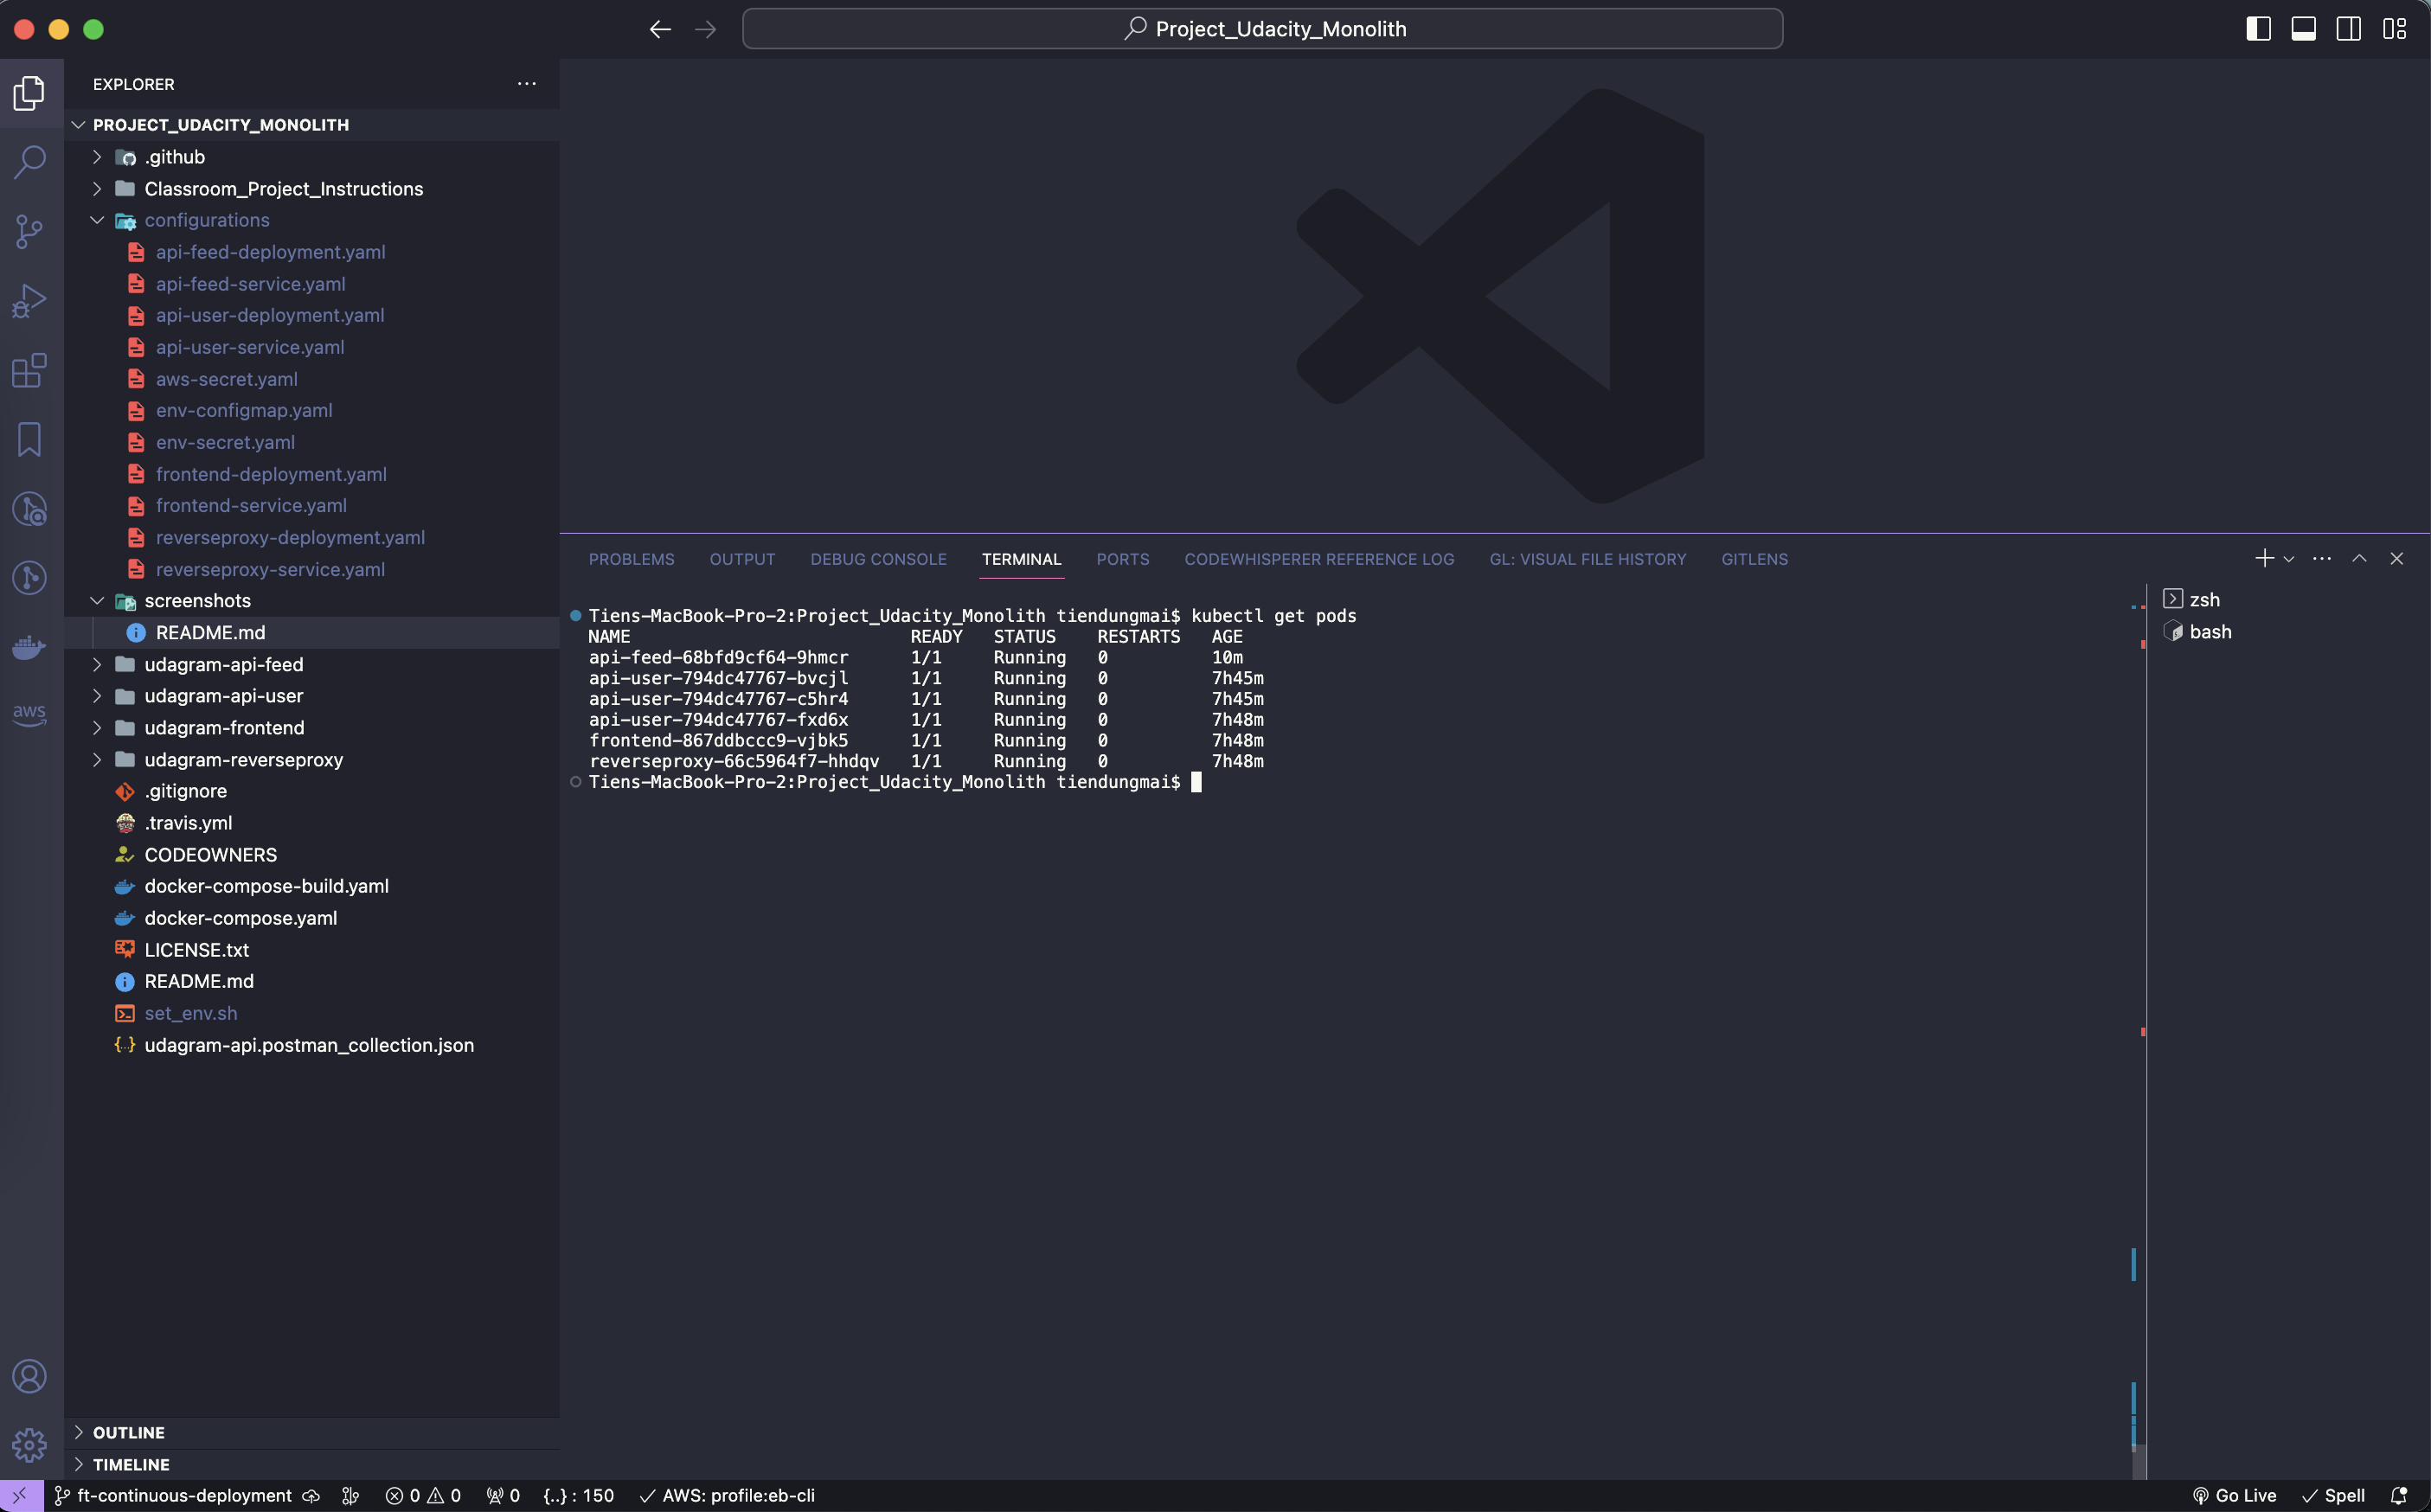 Project_Udacity_Monolith
EXPLORER
PROJECT_UDACITY_MONOLITH
.github
Classroom_Project_Instructions
configurations
api-feed-deployment.yaml
api-feed-service.yaml
api-user-deployment.yaml
api-user-service.yaml
aws-secret.yaml
env-configmap.yaml
env-secret.yaml
frontend-deployment.yaml
frontend-service.yaml
reverseproxy-deployment.yaml
reverseproxy-service.yaml
screenshots
README.md
udagram-api-feed
udagram-api-user
udagram-frontend
udagram-reverseproxy
.gitignore
.travis.yml
CODEOWNERS
docker-compose-build.yaml
docker-compose.yaml
LICENSE.txt
README.md
set_env.sh
udagram-api.postman_collection.json
OUTLINE
TIMELINE
aws
PROBLEMS OUTPUT DEBUG CONSOLE TERMINAL PORTS CODEWHISPERER REFERENCE LOG GL: VISUAL FILE HISTORY GITLENS
Tiens-MacBook-Pro-2:Project_Udacity_Monolith tiendungmai$ kubectl get pods
NAME READY STATUS RESTARTS AGE
api-feed-68bfd9cf64-9hmcr 1/1 Running 0 10m
api-user-794dc47767-bvcjl 1/1 Running 0 7h45m
api-user-794dc47767-c5hr4 1/1 Running 0 7h45m
api-user-794dc47767-fxd6x 1/1 Running 0 7h48m
frontend-867ddbccc9-vjbk5 1/1 Running 0 7h48m
reverseproxy-66c5964f7-hhdqv 1/1 Running 0 7h48m
Tiens-MacBook-Pro-2:Project_Udacity_Monolith tiendungmai$
zsh
bash
ft-continuous-deployment 0 0 0 {..} : 150 AWS: profile:eb-cli Go Live Spell